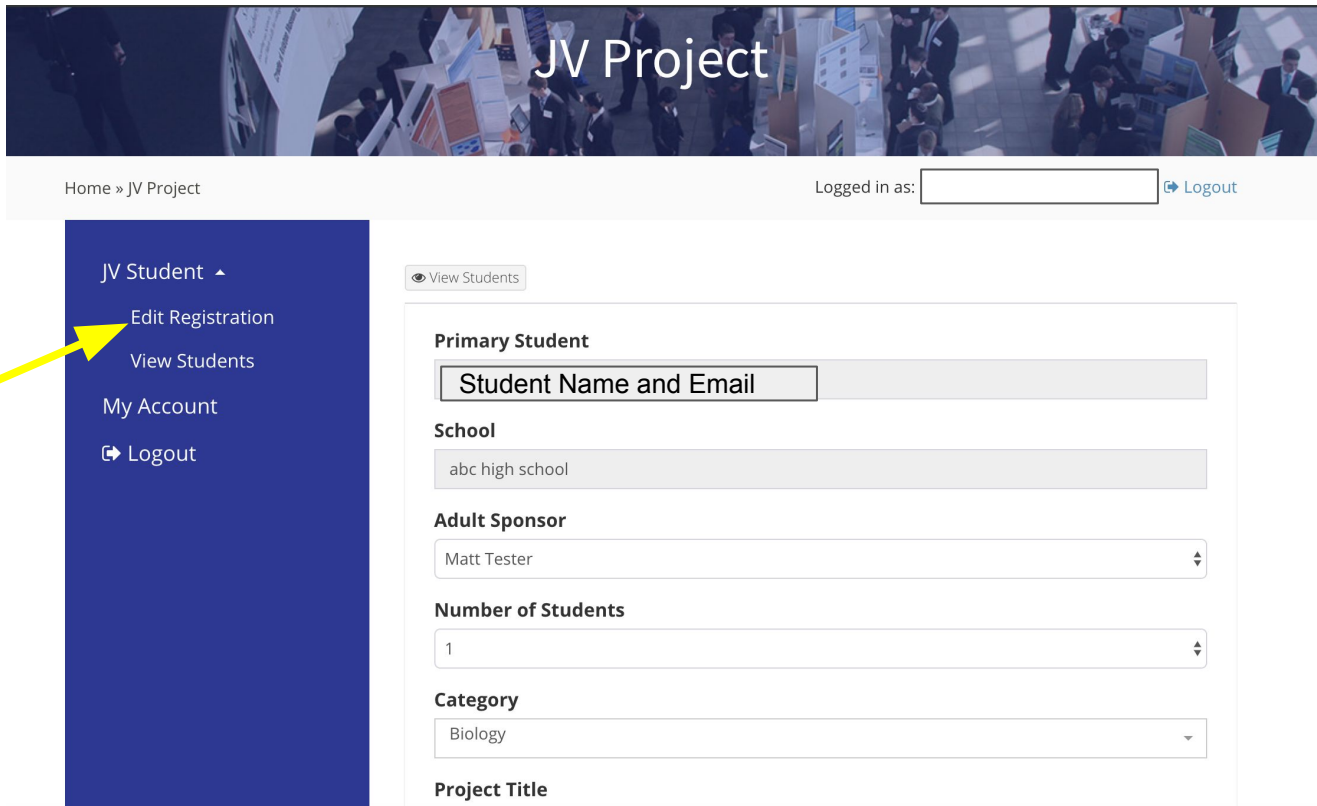 JV Project
Home » JV Project
Logged in as:
Logout
JV Student
Edit Registration
View Students
My Account
Logout
View Students
Primary Student
Student Name and Email
School
abc high school
Adult Sponsor
Matt Tester
Number of Students
1
Category
Biology
Project Title